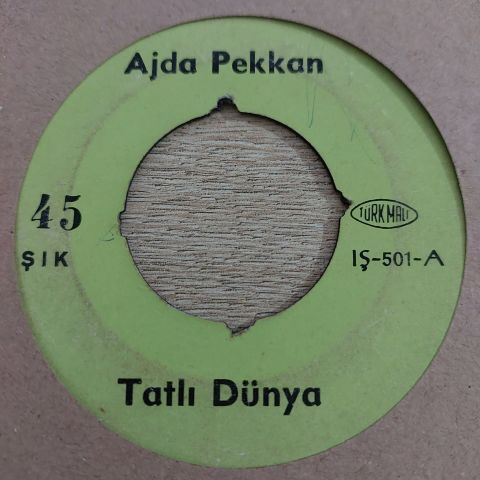 Ajda Pekkan
45
ŞIK
TÜRK MALI
IŞ-501-A
Tatlı Dünya